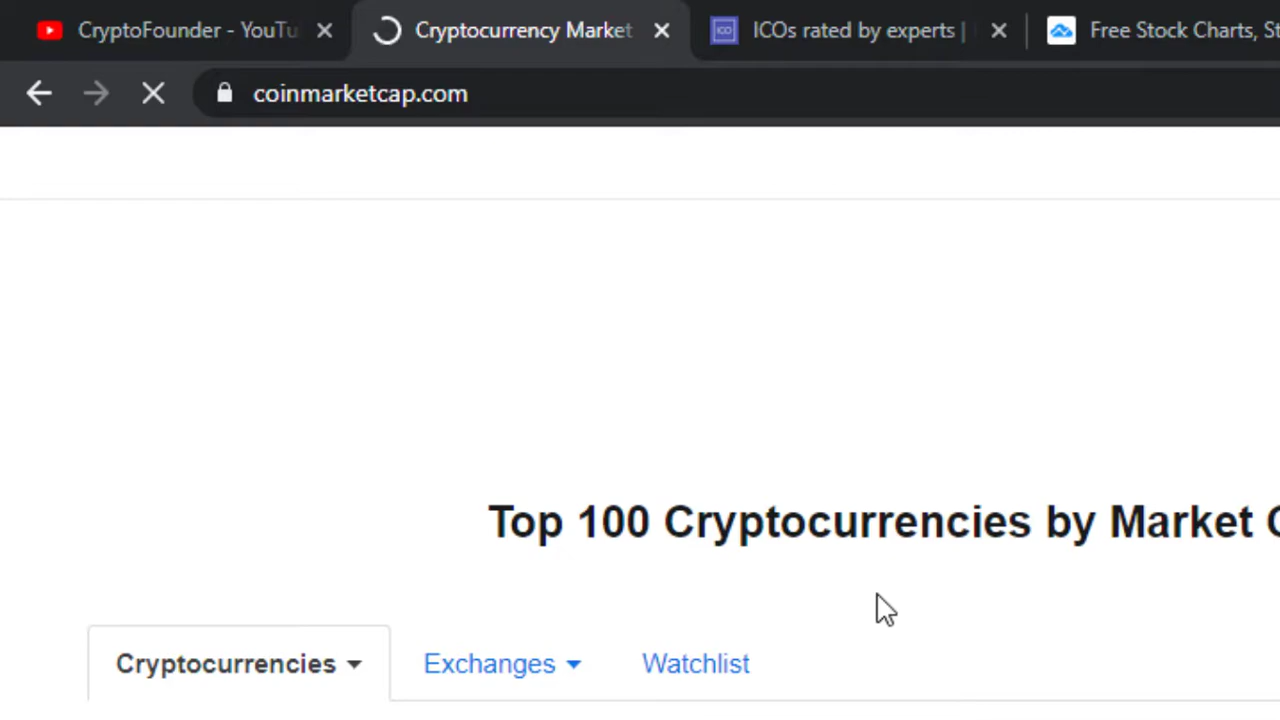 CryptoFounder - YouTu
Cryptocurrency Market
ICOs rated by experts |
Free Stock Charts, St
coinmarketcap.com
Top 100 Cryptocurrencies by Market
Cryptocurrencies
Exchanges
Watchlist